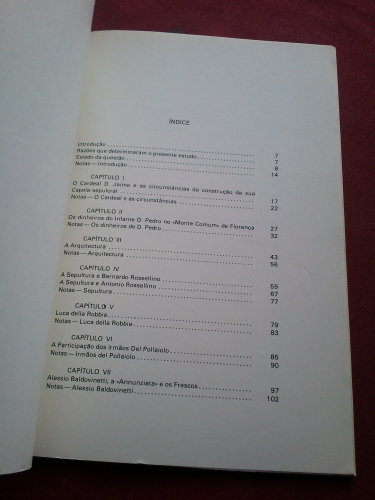 ÍNDICE
Introdução 7
Razões que determinaram o presente estudo 7
Estado da questão 8
Notas — Introdução 14
CAPÍTULO I
O Cardeal D. Jaime e as circunstâncias da construção da sua
Capela-sepulcral 17
Notas — O Cardeal e as circunstâncias 22
CAPÍTULO II
Os dinheiros do Infante D. Pedro no «Monte Comum» de Florença 27
Notas — Os dinheiros de D. Pedro 32
CAPÍTULO III
A Arquitectura 43
Notas — Arquitectura 56
CAPÍTULO IV
A Sepultura e Bernardo Rossellino 59
A Sepultura e Antonio Rossellino 67
Notas — Sepultura 77
CAPÍTULO V
Luca della Robbia 79
Notas — Luca della Robbia 83
CAPÍTULO VI
A Participação dos irmãos Del Pollaiolo 85
Notas — Irmãos del Pollaiolo 90
CAPÍTULO VII
Alessio Baldovinetti, a «Annunziata» e os Frescos 97
Notas — Alessio Baldovinetti 102